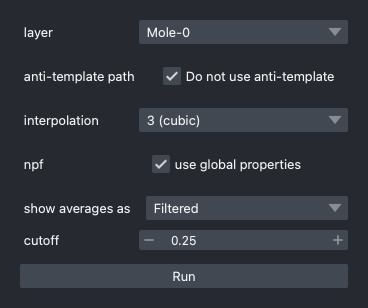 layer Mole-0
anti-template path Do not use anti-template
interpolation 3 (cubic)
npf use global properties
show averages as Filtered
cutoff − 0.25 +
Run